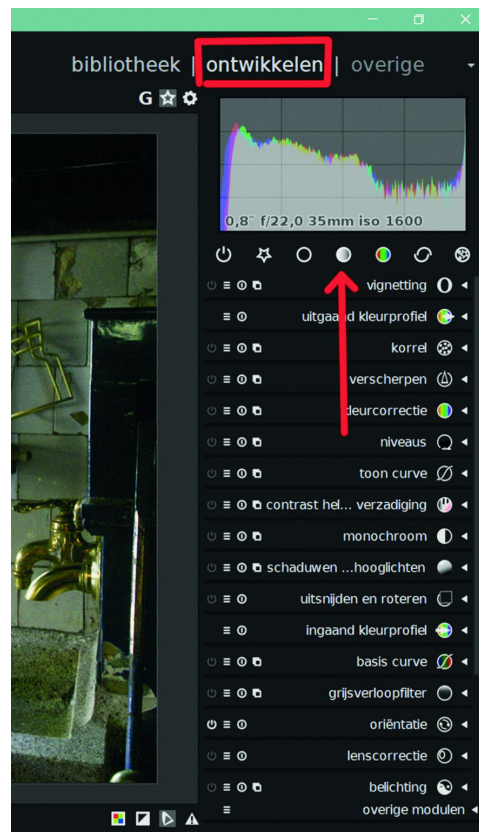 bibliotheek | ontwikkelen | overige
G
0,8" f/22,0 35mm iso 1600
vignetting
uitgaand kleurprofiel
korrel
verscherpen
kleurcorrectie
niveaus
toon curve
contrast hel... verzadiging
monochroom
schaduwen ...hooglichten
uitsnijden en roteren
ingaand kleurprofiel
basis curve
grijsverloopfilter
oriëntatie
lenscorrectie
belichting
overige modulen